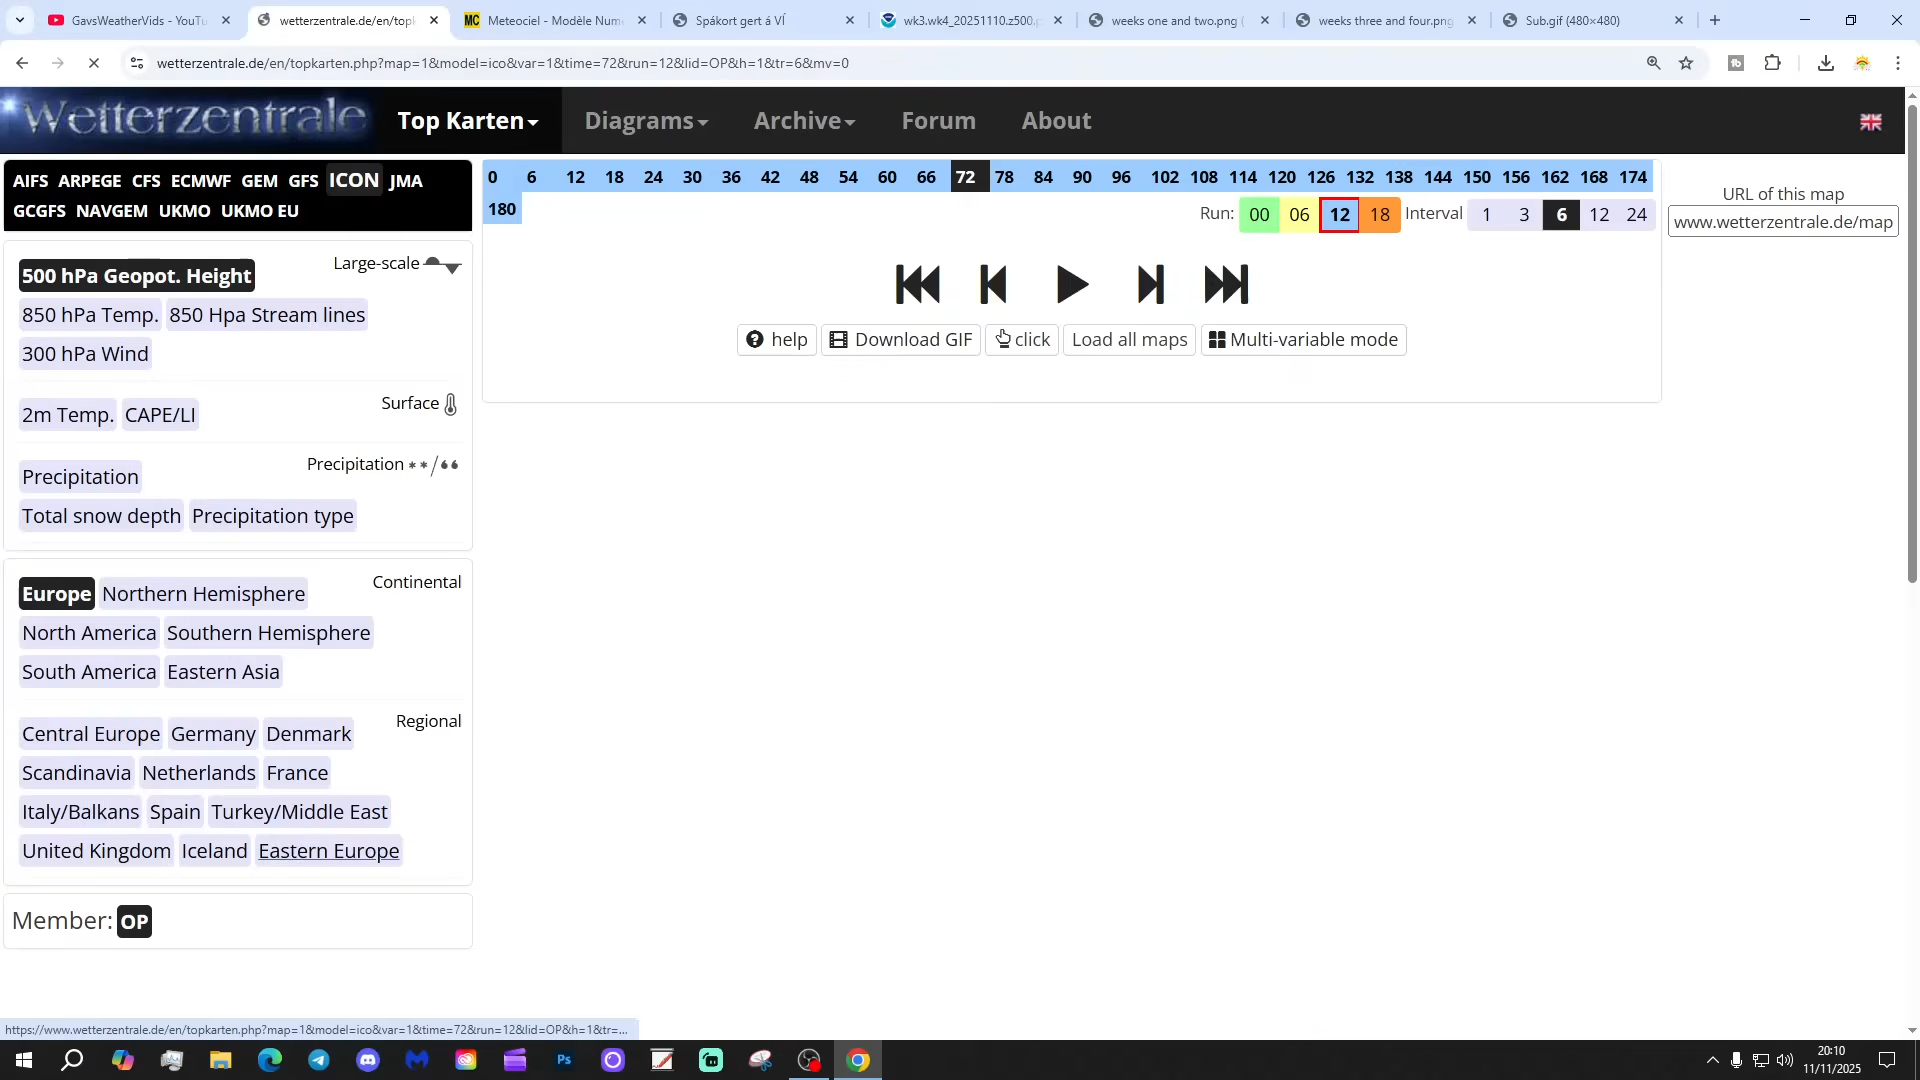 GavsWeatherVids - YouTu
wetterzentrale.de/en/topk
MC Meteociel - Modèle Numé
Spákort gert á VÍ
wk3.wk4_20251110.z500.p
weeks one and two.png (
weeks three and four.png
Sub.gif (480×480)
wetterzentrale.de/en/topkarten.php?map=1&model=ico&var=1&time=72&run=12&lid=OP&h=1&tr=6&mv=0
Wetterzentrale Top Karten Diagrams Archive Forum About
AIFS ARPEGE CFS ECMWF GEM GFS ICON JMA
GCGFS NAVGEM UKMO UKMO EU
0 6 12 18 24 30 36 42 48 54 60 66 72 78 84 90 96 102 108 114 120 126 132 138 144 150 156 162 168 174
180
Run: 00 06 12 18 Interval 1 3 6 12 24
URL of this map
www.wetterzentrale.de/map
Large-scale
500 hPa Geopot. Height
850 hPa Temp. 850 Hpa Stream lines
300 hPa Wind
help Download GIF click Load all maps Multi-variable mode
Surface
2m Temp. CAPE/LI
Precipitation **/
Precipitation
Total snow depth Precipitation type
Continental
Europe Northern Hemisphere
North America Southern Hemisphere
South America Eastern Asia
Regional
Central Europe Germany Denmark
Scandinavia Netherlands France
Italy/Balkans Spain Turkey/Middle East
United Kingdom Iceland Eastern Europe
Member: OP
https://www.wetterzentrale.de/en/topkarten.php?map=1&model=ico&var=1&time=72&run=12&lid=OP&h=1&tr=...
Ps
20:10
11/11/2025